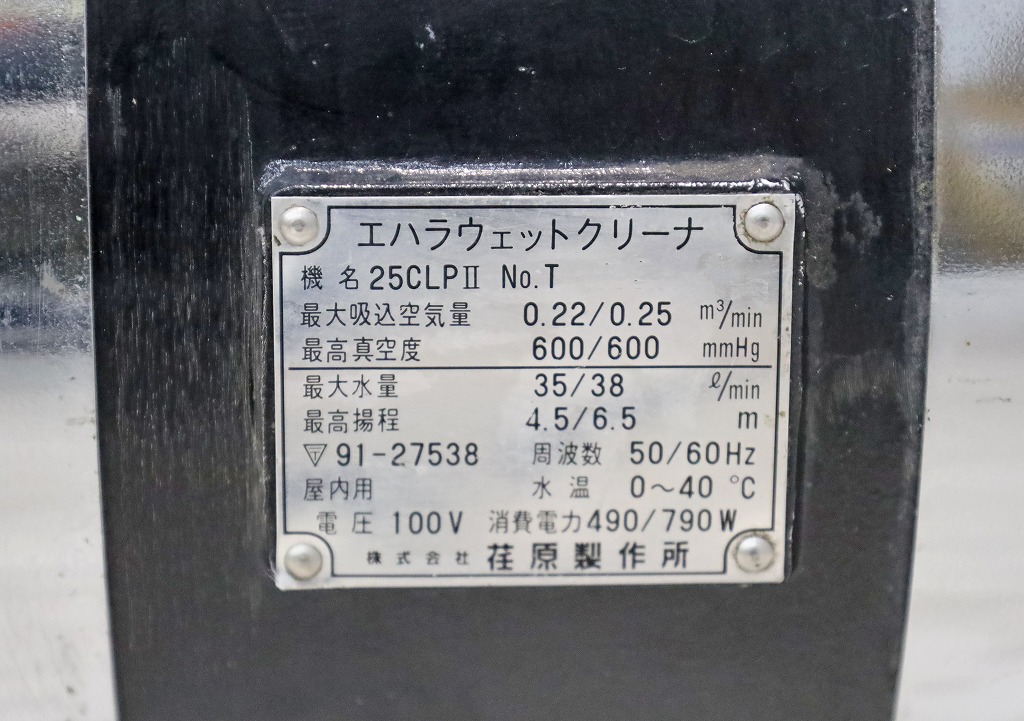 エハラウェットクリーナ
機名 25CLPⅡ No.T
最大吸込空気量 0.22/0.25 m³/min
最高真空度 600/600 mmHg
最大水量 35/38 ℓ/min
最高揚程 4.5/6.5 m
▽ 91-27538 周波数 50/60Hz
屋内用 水温 0～40 ℃
電圧 100V 消費電力 490/790W
株式会社 荏原製作所